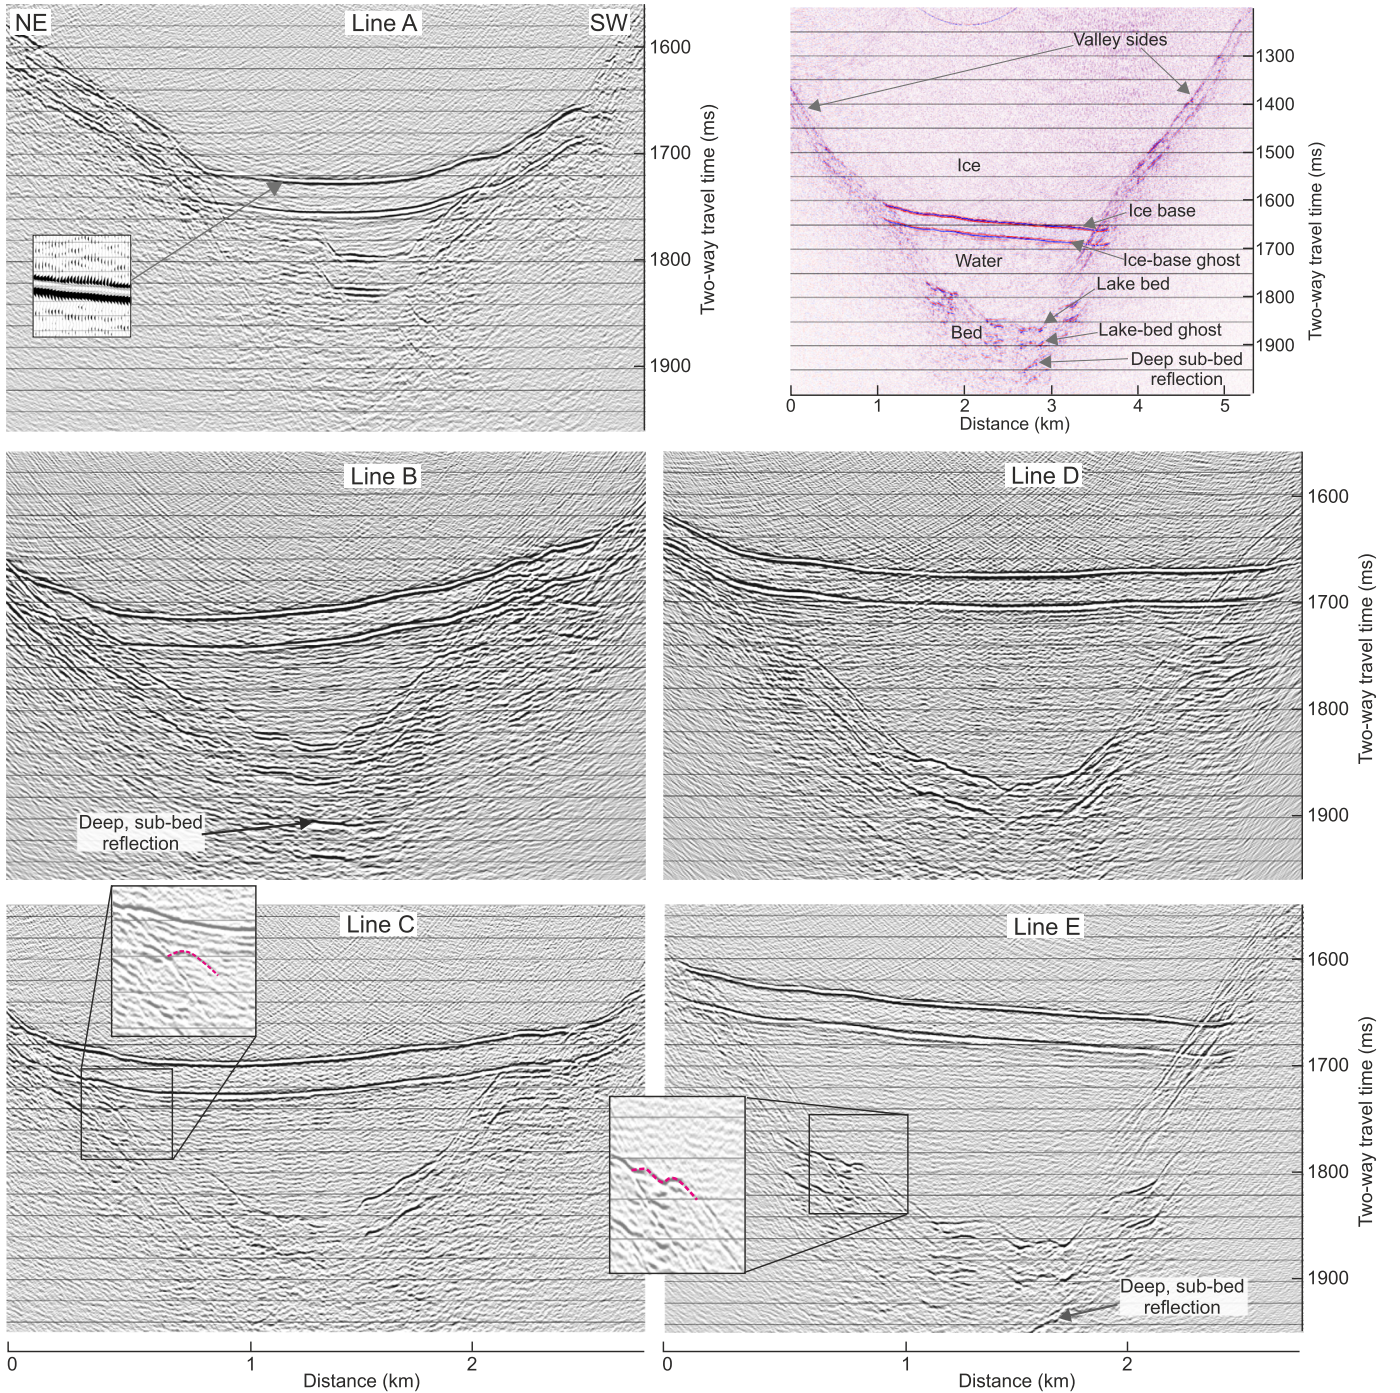 NE
Line A
SW
1600
1700
1800
1900
Two-way travel time (ms)
Valley sides
Ice
Ice base
Ice-base ghost
Water
Lake bed
Bed
Lake-bed ghost
Deep sub-bed
reflection
1300
1400
1500
1600
1700
1800
1900
Two-way travel time (ms)
0
1
2
3
4
5
Distance (km)
Line B
Deep, sub-bed
reflection
Line D
1600
1700
1800
1900
Two-way travel time (ms)
Line C
Line E
1600
1700
1800
1900
Two-way travel time (ms)
Deep, sub-bed
reflection
0
1
2
Distance (km)
0
1
2
Distance (km)